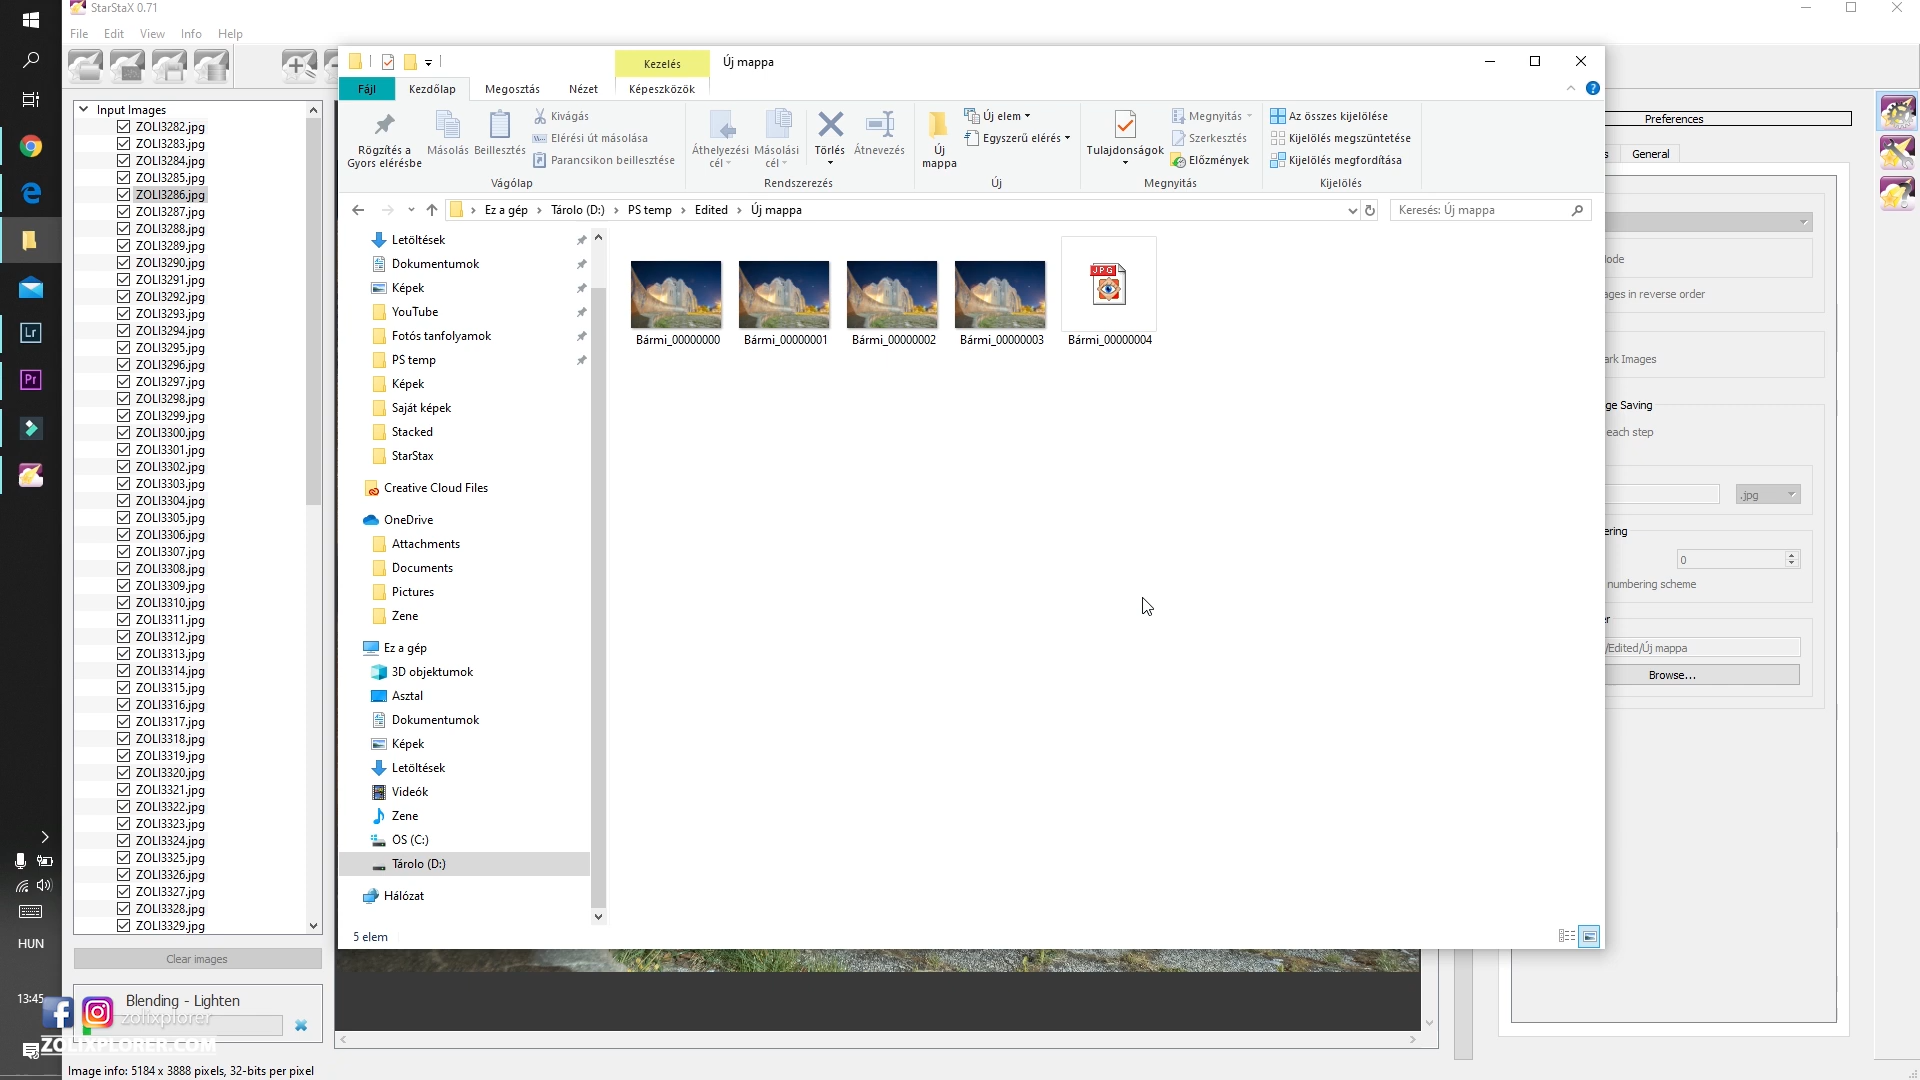 StarStaX 0.71
File Edit View Info Help
Input Images
ZOLI3282.jpg
ZOLI3283.jpg
ZOLI3284.jpg
ZOLI3285.jpg
ZOLI3286.jpg
ZOLI3287.jpg
ZOLI3288.jpg
ZOLI3289.jpg
ZOLI3290.jpg
ZOLI3291.jpg
ZOLI3292.jpg
ZOLI3293.jpg
ZOLI3294.jpg
ZOLI3295.jpg
ZOLI3296.jpg
ZOLI3297.jpg
ZOLI3298.jpg
ZOLI3299.jpg
ZOLI3300.jpg
ZOLI3301.jpg
ZOLI3302.jpg
ZOLI3303.jpg
ZOLI3304.jpg
ZOLI3305.jpg
ZOLI3306.jpg
ZOLI3307.jpg
ZOLI3308.jpg
ZOLI3309.jpg
ZOLI3310.jpg
ZOLI3311.jpg
ZOLI3312.jpg
ZOLI3313.jpg
ZOLI3314.jpg
ZOLI3315.jpg
ZOLI3316.jpg
ZOLI3317.jpg
ZOLI3318.jpg
ZOLI3319.jpg
ZOLI3320.jpg
ZOLI3321.jpg
ZOLI3322.jpg
ZOLI3323.jpg
ZOLI3324.jpg
ZOLI3325.jpg
ZOLI3326.jpg
ZOLI3327.jpg
ZOLI3328.jpg
ZOLI3329.jpg
Clear images
Blending - Lighten
zolixplorer
ZOLIXPLORER.COM
Image info: 5184 x 3888 pixels, 32-bits per pixel
Lr
Pr
HUN
13:45
Kezelés Új mappa
Fájl Kezdőlap Megosztás Nézet Képeszközök
Rögzítés a Gyors elérésbe
Másolás
Beillesztés
Kivágás
Elérési út másolása
Parancsikon beillesztése
Vágólap
Áthelyezési cél
Másolási cél
Törlés
Átnevezés
Rendszerezés
Új mappa
Új elem
Egyszerű elérés
Új
Tulajdonságok
Megnyitás
Szerkesztés
Előzmények
Megnyitás
Az összes kijelölése
Kijelölés megszüntetése
Kijelölés megfordítása
Kijelölés
Ez a gép Tárolo (D:) PS temp Edited Új mappa
Keresés: Új mappa
Letöltések
Dokumentumok
Képek
YouTube
Fotós tanfolyamok
PS temp
Képek
Saját képek
Stacked
StarStax
Creative Cloud Files
OneDrive
Attachments
Documents
Pictures
Zene
Ez a gép
3D objektumok
Asztal
Dokumentumok
Képek
Letöltések
Videók
Zene
OS (C:)
Tárolo (D:)
Hálózat
5 elem
JPG
Bármi_00000000
Bármi_00000001
Bármi_00000002
Bármi_00000003
Bármi_00000004
Preferences
s General
ode
ages in reverse order
ark Images
ge Saving
each step
.jpg
ering
0
numbering scheme
er
/Edited/Új mappa
Browse...